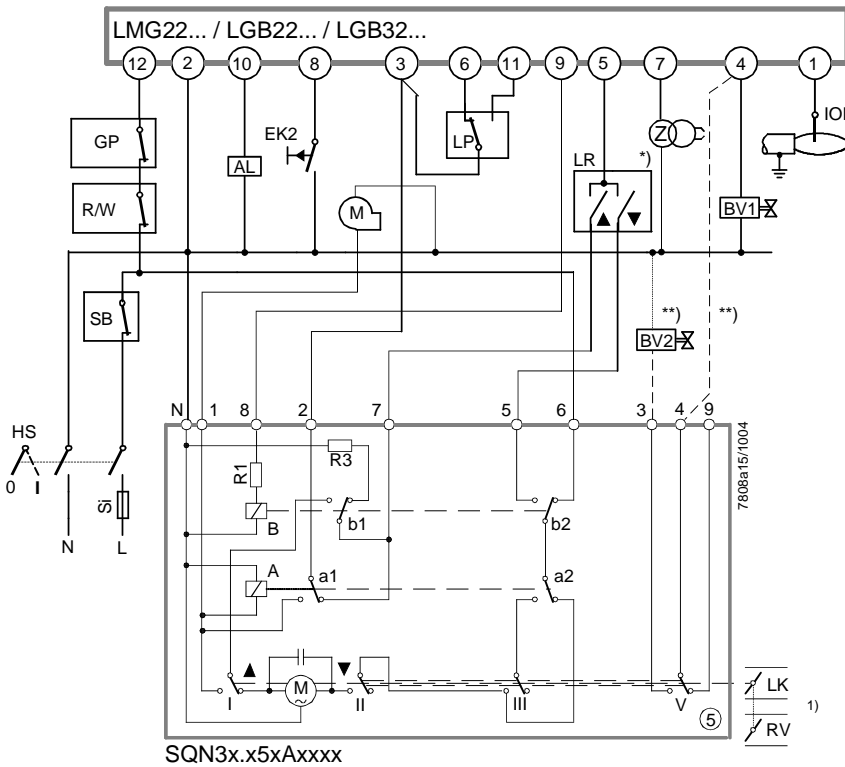 LMG22... / LGB22... / LGB32...
12 2 10 8 3 6 11 9 5 7 4 1
GP
EK2
LP
Z
ION
AL
LR *)
R/W
M
BV1
SB
**) **)
BV2
N 1 8 2 7 5 6 3 4 9
HS
R3
R1
7808a15/1004
0 I
Si
b1
b2
B
N L
A
a1
a2
M
~
LK
I II III V
1)
5
RV
SQN3x.x5xAxxxx